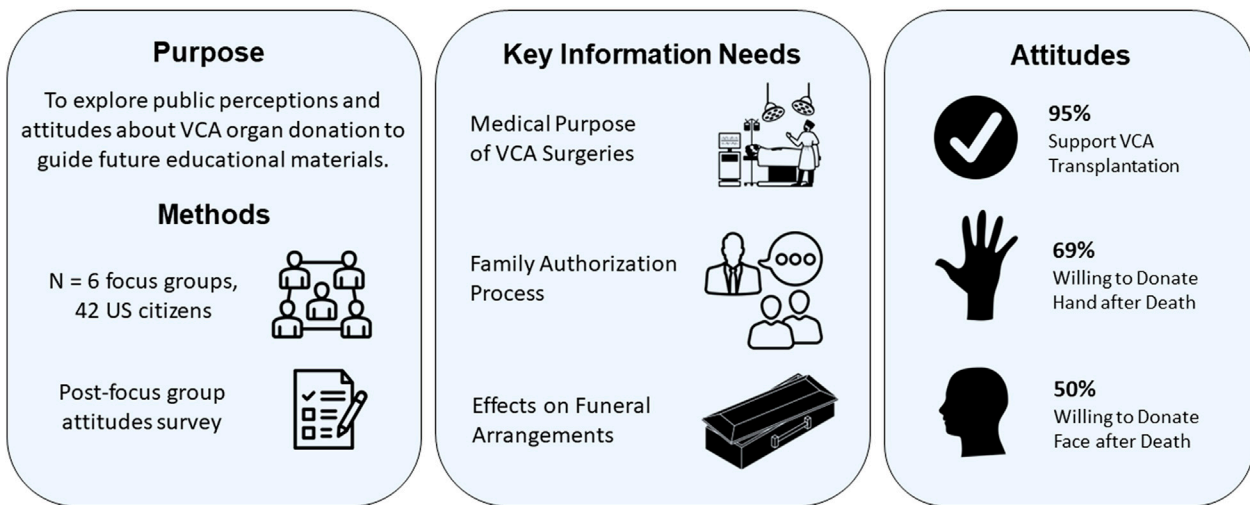 Purpose
To explore public perceptions and
attitudes about VCA organ donation to
guide future educational materials.
Methods
N = 6 focus groups,
42 US citizens
Post-focus group
attitudes survey
Key Information Needs
Medical Purpose
of VCA Surgeries
Family Authorization
Process
Effects on Funeral
Arrangements
Attitudes
95%
Support VCA
Transplantation
69%
Willing to Donate
Hand after Death
50%
Willing to Donate
Face after Death